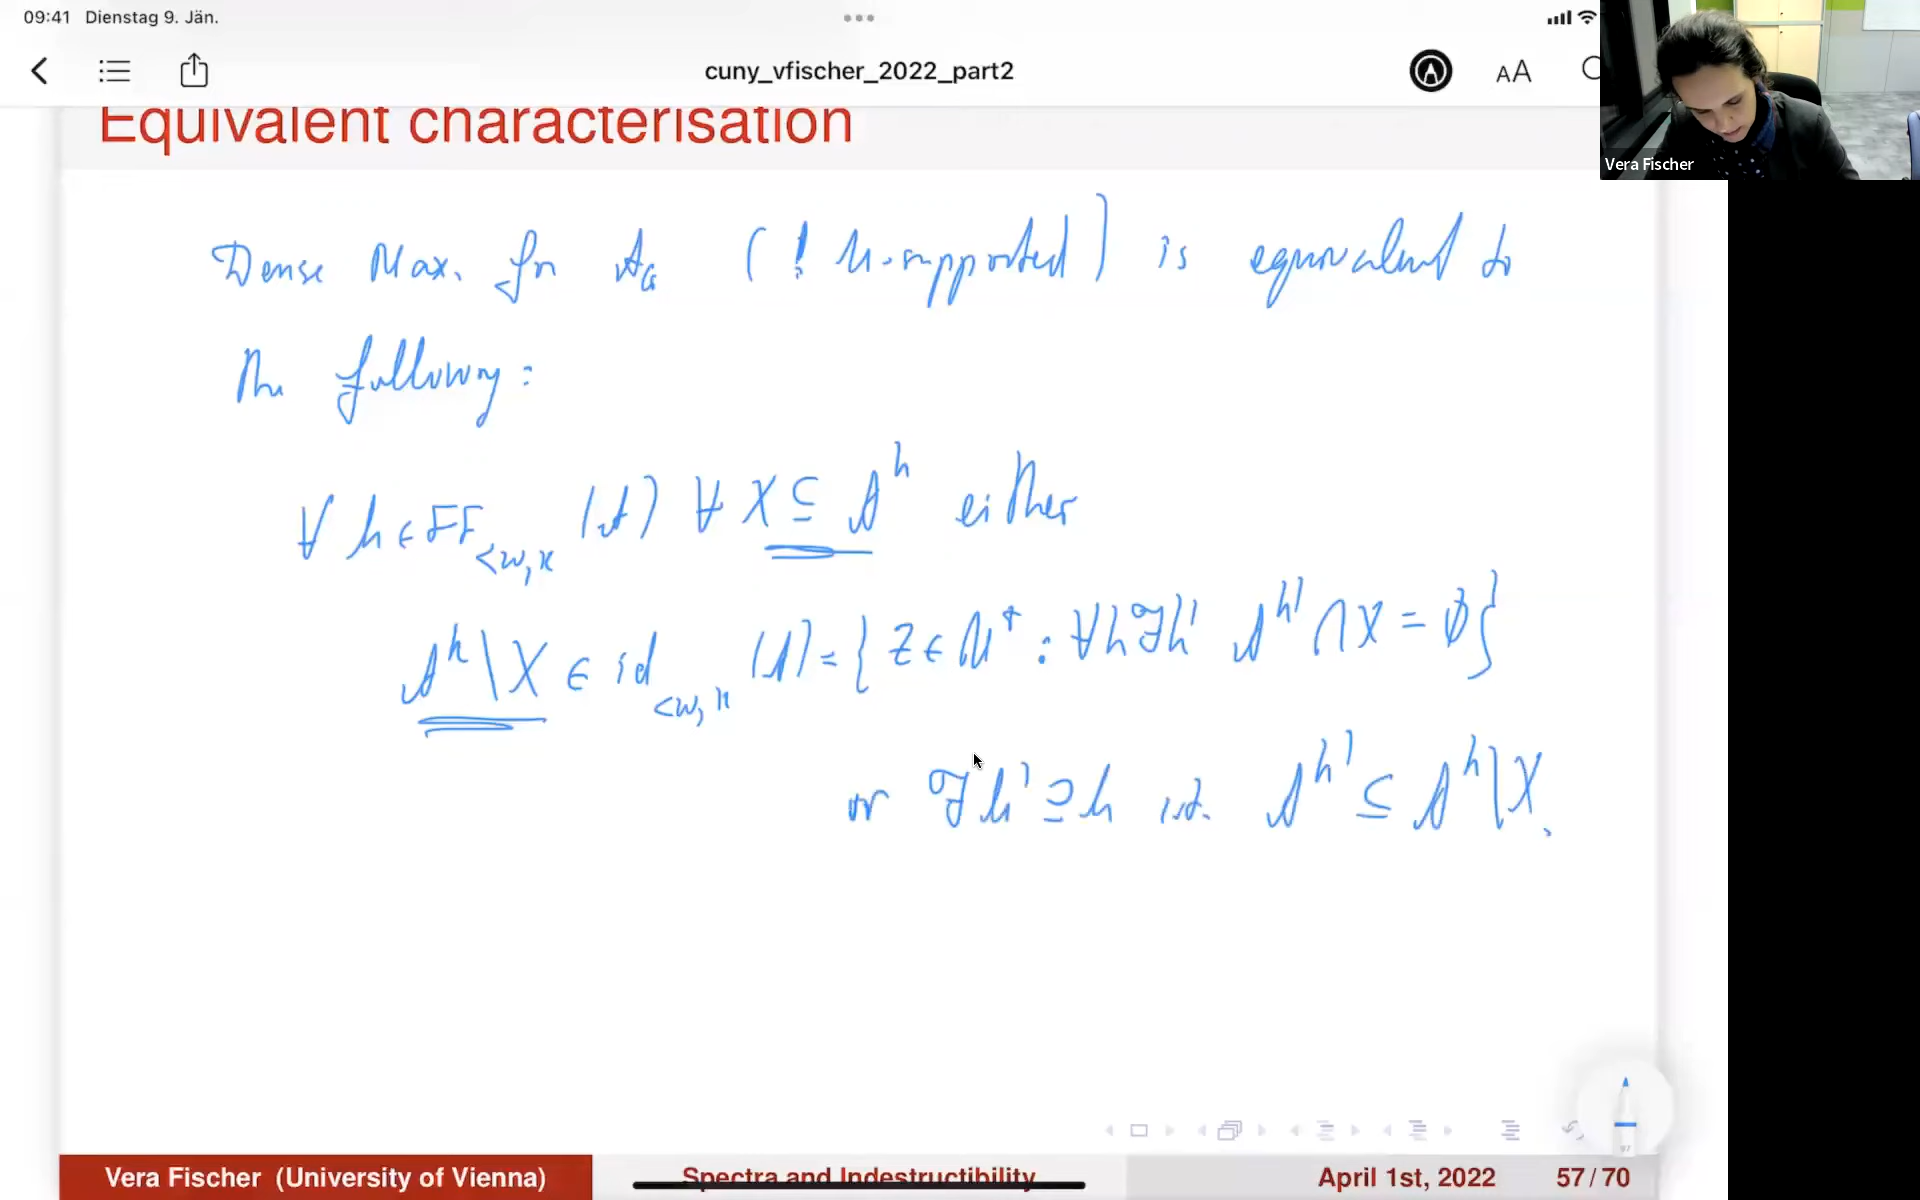 09:41 Dienstag 9. Jän.
cuny_vfischer_2022_part2
AA
Vera Fischer
Equivalent characterisation
Dense Max. for A_G (! U-supported) is equivalent to
the following:
∀ h ∈ FF_{<ω,κ} (A) ∀ X ⊆ A^h either
A^h \ X ∈ id_{<ω,κ} (A) = { Z ∈ U^+ : ∀h ∃h' A^{h'} ∩ X = ∅ }
or ∃h' ⊇ h s.t. A^{h'} ⊆ A^h \ X.
97
Vera Fischer (University of Vienna) Spectra and Indestructibility April 1st, 2022 57 / 70